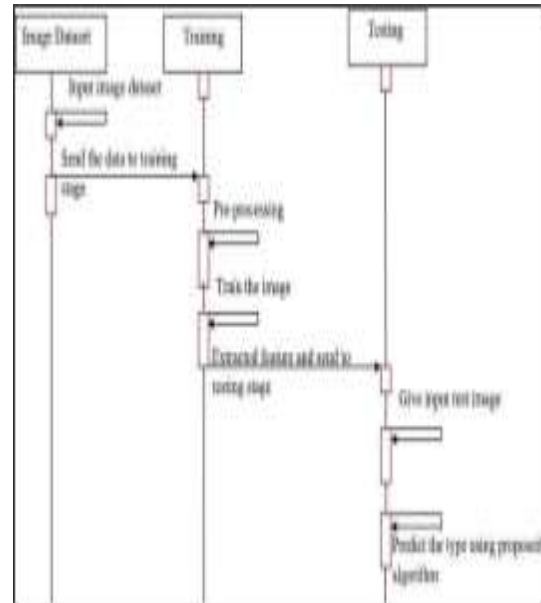 Image Dataset
Training
Testing
Input image dataset
Send the data to training
stage
Pre-processing
Train the image
Extracted feature and send to
testing stage
Give input test image
Predict the type using proposed
algorithm